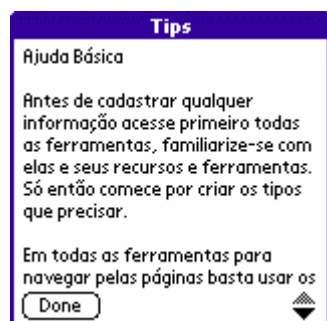 Tips
Ajuda Básica
Antes de cadastrar qualquer
informação acesse primeiro todas
as ferramentas, familiarize-se com
elas e seus recursos e ferramentas.
Só então comece por criar os tipos
que precisar.
Em todas as ferramentas para
navegar pelas páginas basta usar os
Done